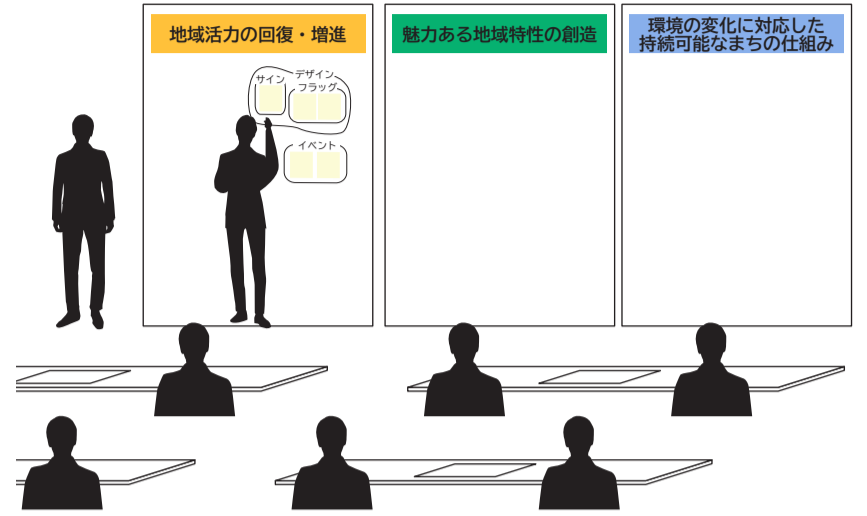 地域活力の回復・増進
魅力ある地域特性の創造
環境の変化に対応した
持続可能なまちの仕組み
デザイン
サイン
フラッグ
イベント